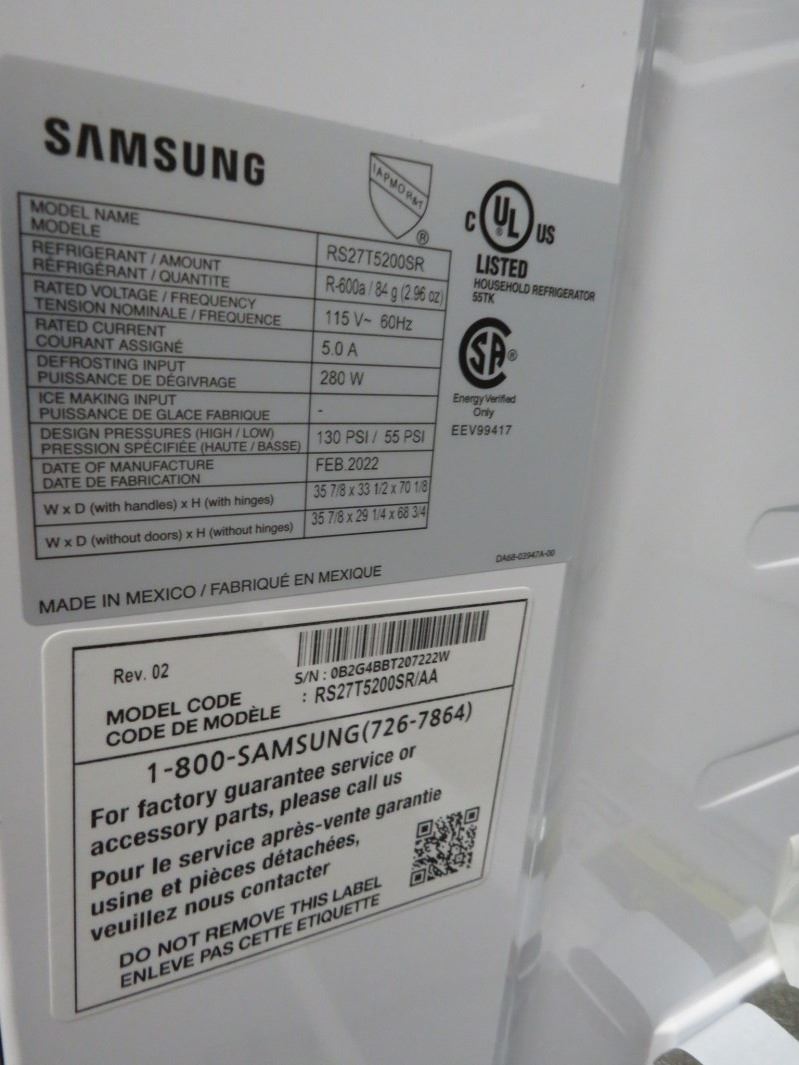 SAMSUNG
IAPMO R&T
®
C UL ® US
LISTED
HOUSEHOLD REFRIGERATOR
55TK
SA ®
Energy Verified
Only
EEV99417
MODEL NAME
MODELE
RS27T5200SR
REFRIGERANT / AMOUNT
RÉFRIGÉRANT / QUANTITE
R-600a / 84 g (2.96 oz)
RATED VOLTAGE / FREQUENCY
TENSION NOMINALE / FREQUENCE
115 V~ 60Hz
RATED CURRENT
COURANT ASSIGNÉ
5.0 A
DEFROSTING INPUT
PUISSANCE DE DÉGIVRAGE
280 W
ICE MAKING INPUT
PUISSANCE DE GLACE FABRIQUE
-
DESIGN PRESSURES (HIGH / LOW)
PRESSION SPÉCIFIÉE (HAUTE / BASSE)
130 PSI / 55 PSI
DATE OF MANUFACTURE
DATE DE FABRICATION
FEB.2022
W x D (with handles) x H (with hinges)
35 7/8 x 33 1/2 x 70 1/8
W x D (without doors) x H (without hinges)
35 7/8 x 29 1/4 x 68 3/4
DA68-03947A-00
MADE IN MEXICO / FABRIQUÉ EN MEXIQUE
Rev. 02
S/N : 0B2G4BBT207222W
MODEL CODE
CODE DE MODÈLE
: RS27T5200SR/AA
1-800-SAMSUNG(726-7864)
For factory guarantee service or
accessory parts, please call us
Pour le service après-vente garantie
usine et pièces détachées,
veuillez nous contacter
DO NOT REMOVE THIS LABEL
ENLEVE PAS CETTE ETIQUETTE